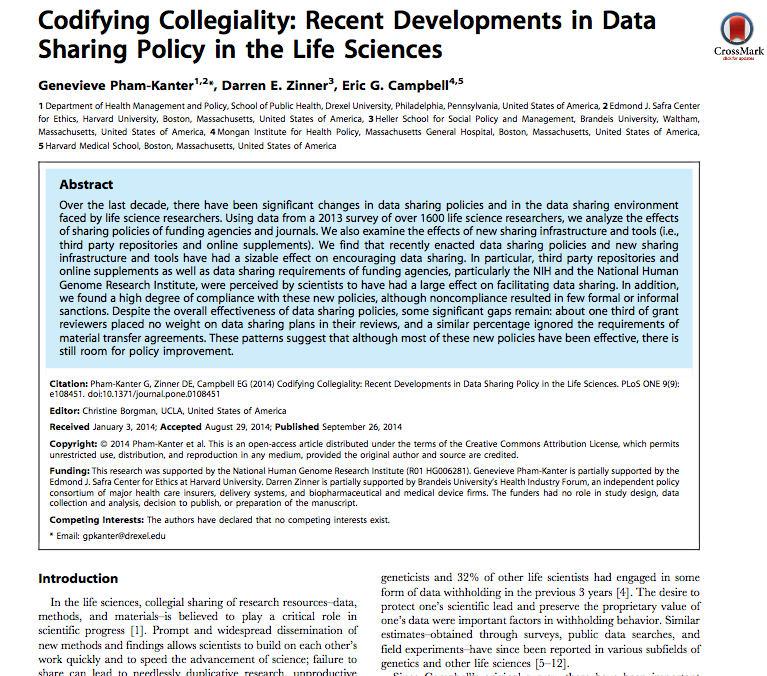 Codifying Collegiality: Recent Developments in Data
Sharing Policy in the Life Sciences
CrossMark
click for updates
Genevieve Pham-Kanter1,2*, Darren E. Zinner3, Eric G. Campbell4,5
1 Department of Health Management and Policy, School of Public Health, Drexel University, Philadelphia, Pennsylvania, United States of America, 2 Edmond J. Safra Center
for Ethics, Harvard University, Boston, Massachusetts, United States of America, 3 Heller School for Social Policy and Management, Brandeis University, Waltham,
Massachusetts, United States of America, 4 Mongan Institute for Health Policy, Massachusetts General Hospital, Boston, Massachusetts, United States of America,
5 Harvard Medical School, Boston, Massachusetts, United States of America
Abstract
Over the last decade, there have been significant changes in data sharing policies and in the data sharing environment
faced by life science researchers. Using data from a 2013 survey of over 1600 life science researchers, we analyze the effects
of sharing policies of funding agencies and journals. We also examine the effects of new sharing infrastructure and tools (i.e.,
third party repositories and online supplements). We find that recently enacted data sharing policies and new sharing
infrastructure and tools have had a sizable effect on encouraging data sharing. In particular, third party repositories and
online supplements as well as data sharing requirements of funding agencies, particularly the NIH and the National Human
Genome Research Institute, were perceived by scientists to have had a large effect on facilitating data sharing. In addition,
we found a high degree of compliance with these new policies, although noncompliance resulted in few formal or informal
sanctions. Despite the overall effectiveness of data sharing policies, some significant gaps remain: about one third of grant
reviewers placed no weight on data sharing plans in their reviews, and a similar percentage ignored the requirements of
material transfer agreements. These patterns suggest that although most of these new policies have been effective, there is
still room for policy improvement.
Citation: Pham-Kanter G, Zinner DE, Campbell EG (2014) Codifying Collegiality: Recent Developments in Data Sharing Policy in the Life Sciences. PLoS ONE 9(9):
e108451. doi:10.1371/journal.pone.0108451
Editor: Christine Borgman, UCLA, United States of America
Received January 3, 2014; Accepted August 29, 2014; Published September 26, 2014
Copyright: © 2014 Pham-Kanter et al. This is an open-access article distributed under the terms of the Creative Commons Attribution License, which permits
unrestricted use, distribution, and reproduction in any medium, provided the original author and source are credited.
Funding: This research was supported by the National Human Genome Research Institute (R01 HG006281). Genevieve Pham-Kanter is partially supported by the
Edmond J. Safra Center for Ethics at Harvard University. Darren Zinner is partially supported by Brandeis University's Health Industry Forum, an independent policy
consortium of major health care insurers, delivery systems, and biopharmaceutical and medical device firms. The funders had no role in study design, data
collection and analysis, decision to publish, or preparation of the manuscript.
Competing Interests: The authors have declared that no competing interests exist.
* Email: gpkanter@drexel.edu
Introduction
In the life sciences, collegial sharing of research resources–data,
methods, and materials–is believed to play a critical role in
scientific progress [1]. Prompt and widespread dissemination of
new methods and findings allows scientists to build on each other's
work quickly and to speed the advancement of science; failure to
share can lead to needlessly duplicative research, unproductive
geneticists and 32% of other life scientists had engaged in some
form of data withholding in the previous 3 years [4]. The desire to
protect one's scientific lead and preserve the proprietary value of
one's data were important factors in withholding behavior. Similar
estimates–obtained through surveys, public data searches, and
field experiments–have since been reported in various subfields of
genetics and other life sciences [5–12].